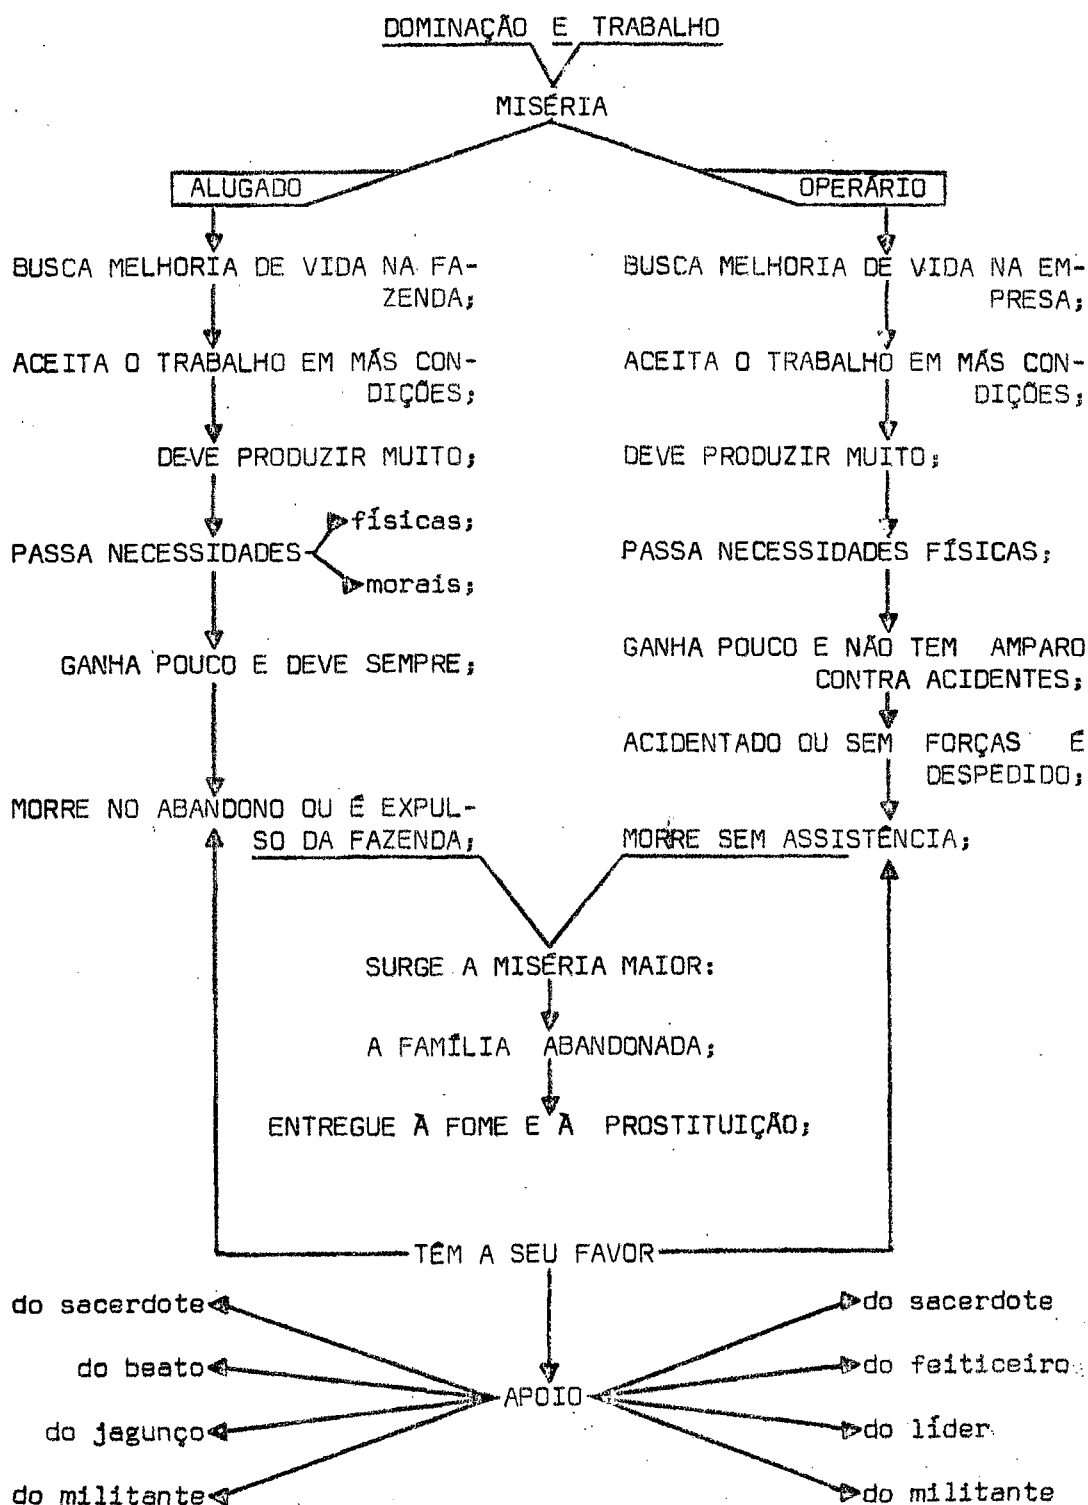 DOMINAÇÃO E TRABALHO
MISÉRIA
ALUGADO
BUSCA MELHORIA DE VIDA NA FA-
ZENDA;
ACEITA O TRABALHO EM MÁS CON-
DIÇÕES;
DEVE PRODUZIR MUITO;
PASSA NECESSIDADES
físicas;
morais;
GANHA POUCO E DEVE SEMPRE;
MORRE NO ABANDONO OU É EXPUL-
SO DA FAZENDA;
OPERÁRIO
BUSCA MELHORIA DE VIDA NA EM-
PRESA;
ACEITA O TRABALHO EM MÁS CON-
DIÇÕES;
DEVE PRODUZIR MUITO;
PASSA NECESSIDADES FÍSICAS;
GANHA POUCO E NÃO TEM AMPARO
CONTRA ACIDENTES;
ACIDENTADO OU SEM FORÇAS É
DESPEDIDO;
MORRE SEM ASSISTÊNCIA;
SURGE A MISÉRIA MAIOR:
A FAMÍLIA ABANDONADA;
ENTREGUE À FOME E À PROSTITUIÇÃO;
TÊM A SEU FAVOR
APOIO
do sacerdote
do beato
do jagunço
do militante
do sacerdote
do feiticeiro
do líder
do militante